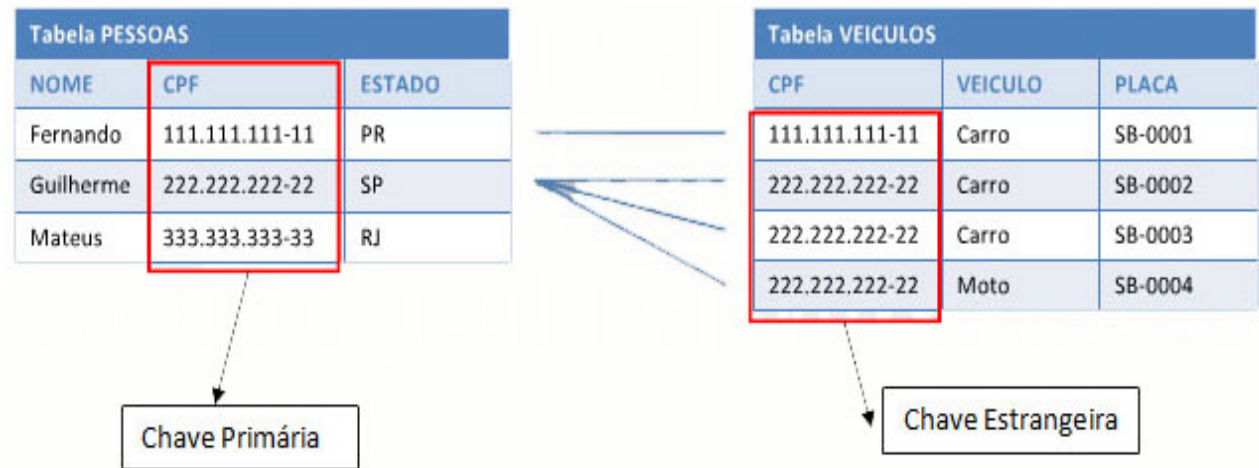 Tabela PESSOAS
NOME CPF ESTADO
Fernando 111.111.111-11 PR
Guilherme 222.222.222-22 SP
Mateus 333.333.333-33 RJ
Chave Primária
Tabela VEICULOS
CPF VEICULO PLACA
111.111.111-11 Carro SB-0001
222.222.222-22 Carro SB-0002
222.222.222-22 Carro SB-0003
222.222.222-22 Moto SB-0004
Chave Estrangeira